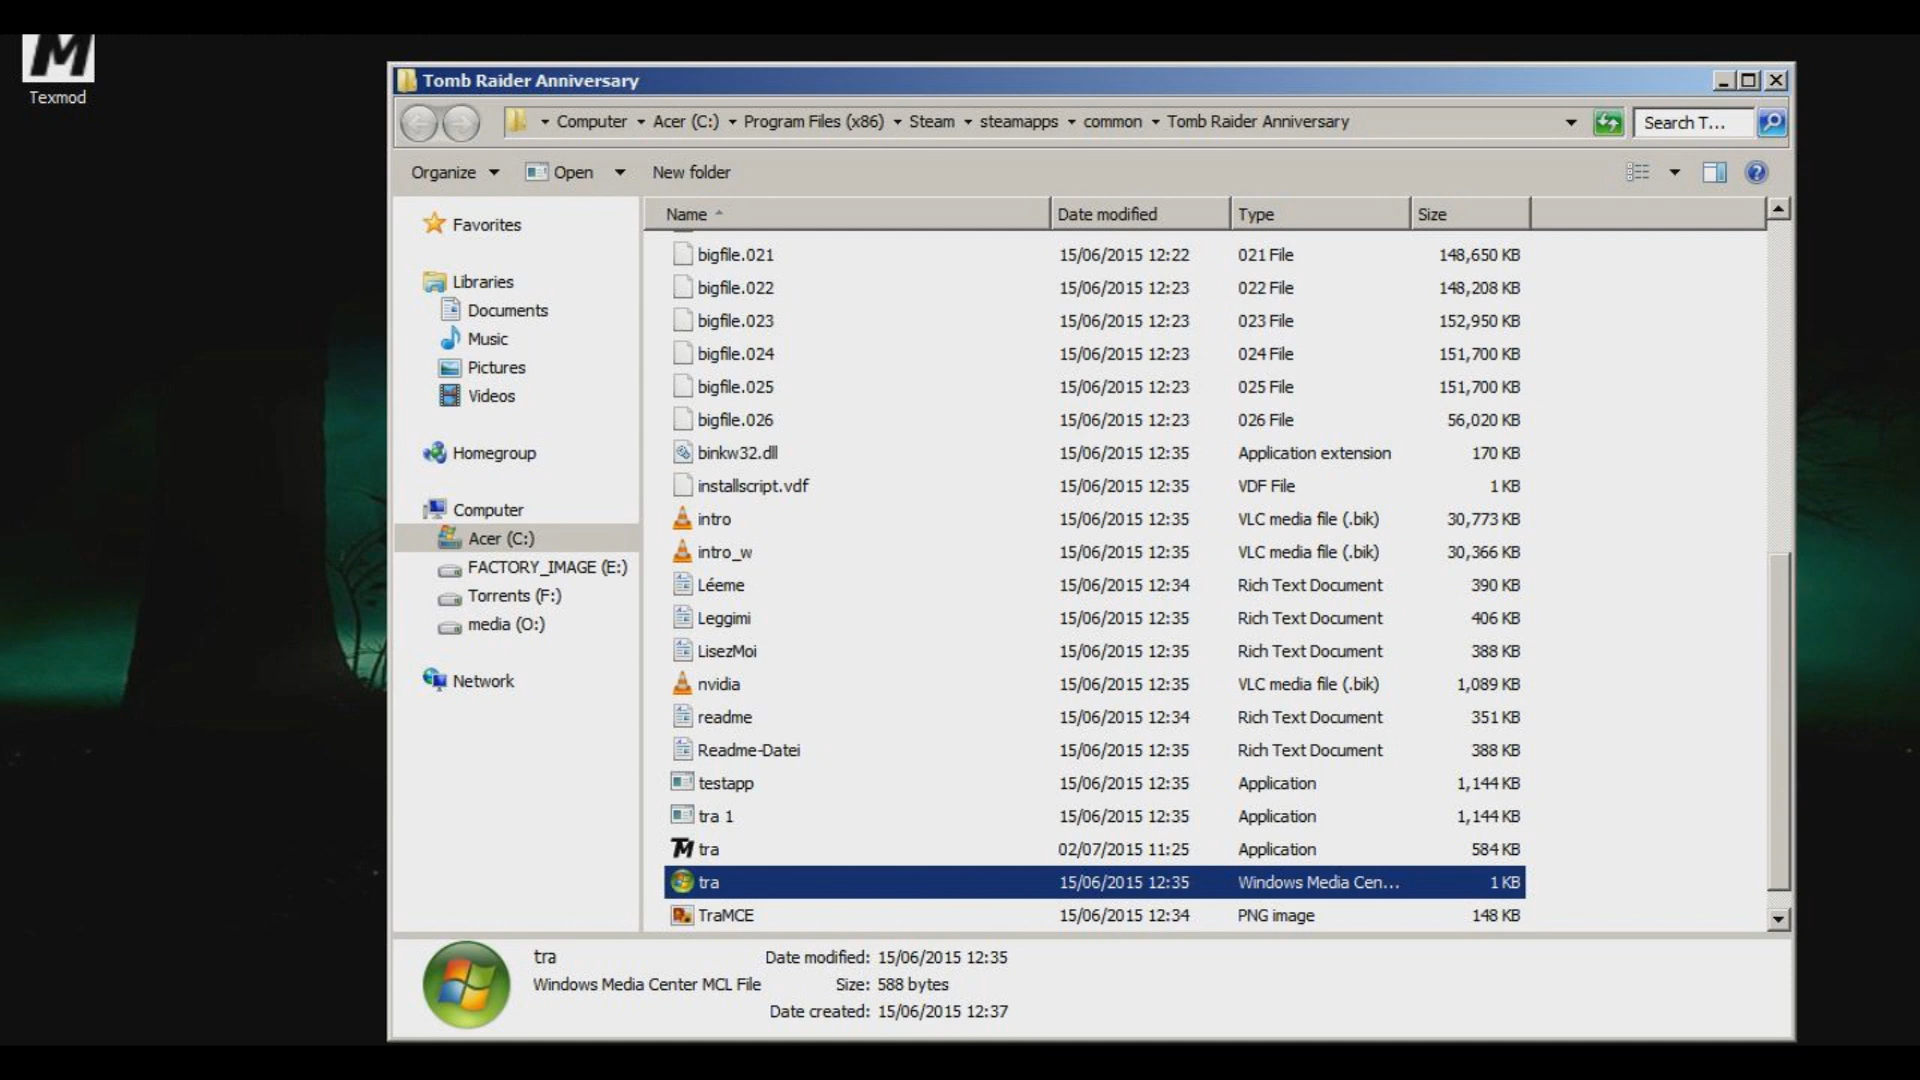 Texmod
Tomb Raider Anniversary
Computer Acer (C:) Program Files (x86) Steam steamapps common Tomb Raider Anniversary Search T...
Organize Open New folder
Favorites
Libraries
Documents
Music
Pictures
Videos
Homegroup
Computer
Acer (C:)
FACTORY_IMAGE (E:)
Torrents (F:)
media (O:)
Network
Name Date modified Type Size
bigfile.021 15/06/2015 12:22 021 File 148,650 KB
bigfile.022 15/06/2015 12:23 022 File 148,208 KB
bigfile.023 15/06/2015 12:23 023 File 152,950 KB
bigfile.024 15/06/2015 12:23 024 File 151,700 KB
bigfile.025 15/06/2015 12:23 025 File 151,700 KB
bigfile.026 15/06/2015 12:23 026 File 56,020 KB
binkw32.dll 15/06/2015 12:35 Application extension 170 KB
installscript.vdf 15/06/2015 12:35 VDF File 1 KB
intro 15/06/2015 12:35 VLC media file (.bik) 30,773 KB
intro_w 15/06/2015 12:35 VLC media file (.bik) 30,366 KB
Léeme 15/06/2015 12:34 Rich Text Document 390 KB
Leggimi 15/06/2015 12:35 Rich Text Document 406 KB
LisezMoi 15/06/2015 12:35 Rich Text Document 388 KB
nvidia 15/06/2015 12:35 VLC media file (.bik) 1,089 KB
readme 15/06/2015 12:34 Rich Text Document 351 KB
Readme-Datei 15/06/2015 12:35 Rich Text Document 388 KB
testapp 15/06/2015 12:35 Application 1,144 KB
tra 1 15/06/2015 12:35 Application 1,144 KB
tra 02/07/2015 11:25 Application 584 KB
tra 15/06/2015 12:35 Windows Media Cen... 1 KB
TraMCE 15/06/2015 12:34 PNG image 148 KB
tra Date modified: 15/06/2015 12:35
Windows Media Center MCL File Size: 588 bytes
Date created: 15/06/2015 12:37